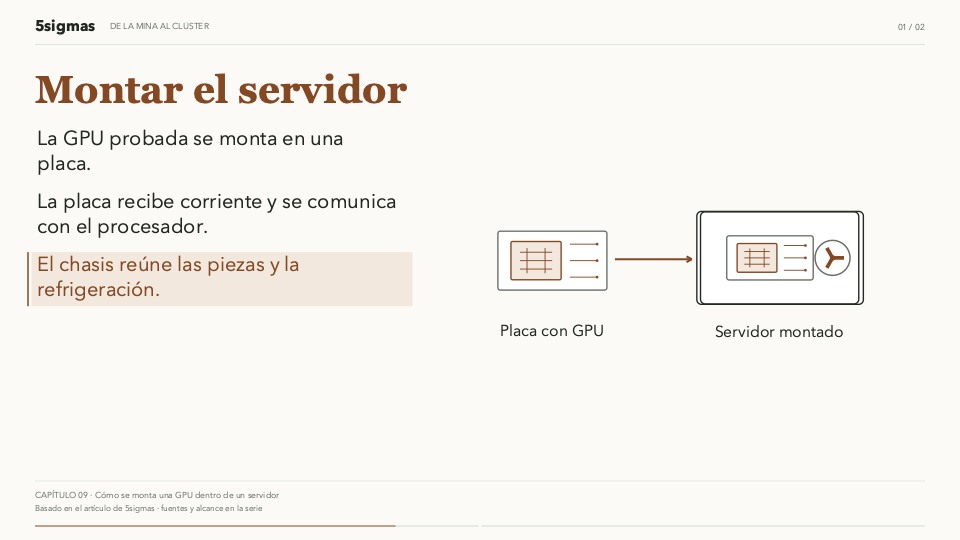 5sigmas
DE LA MINA AL CLÚSTER
01 / 02
Montar el servidor
La GPU probada se monta en una
placa.
La placa recibe corriente y se comunica
con el procesador.
El chasis reúne las piezas y la
refrigeración.
Placa con GPU
Servidor montado
CAPÍTULO 09 · Cómo se monta una GPU dentro de un servidor
Basado en el artículo de 5sigmas · fuentes y alcance en la serie